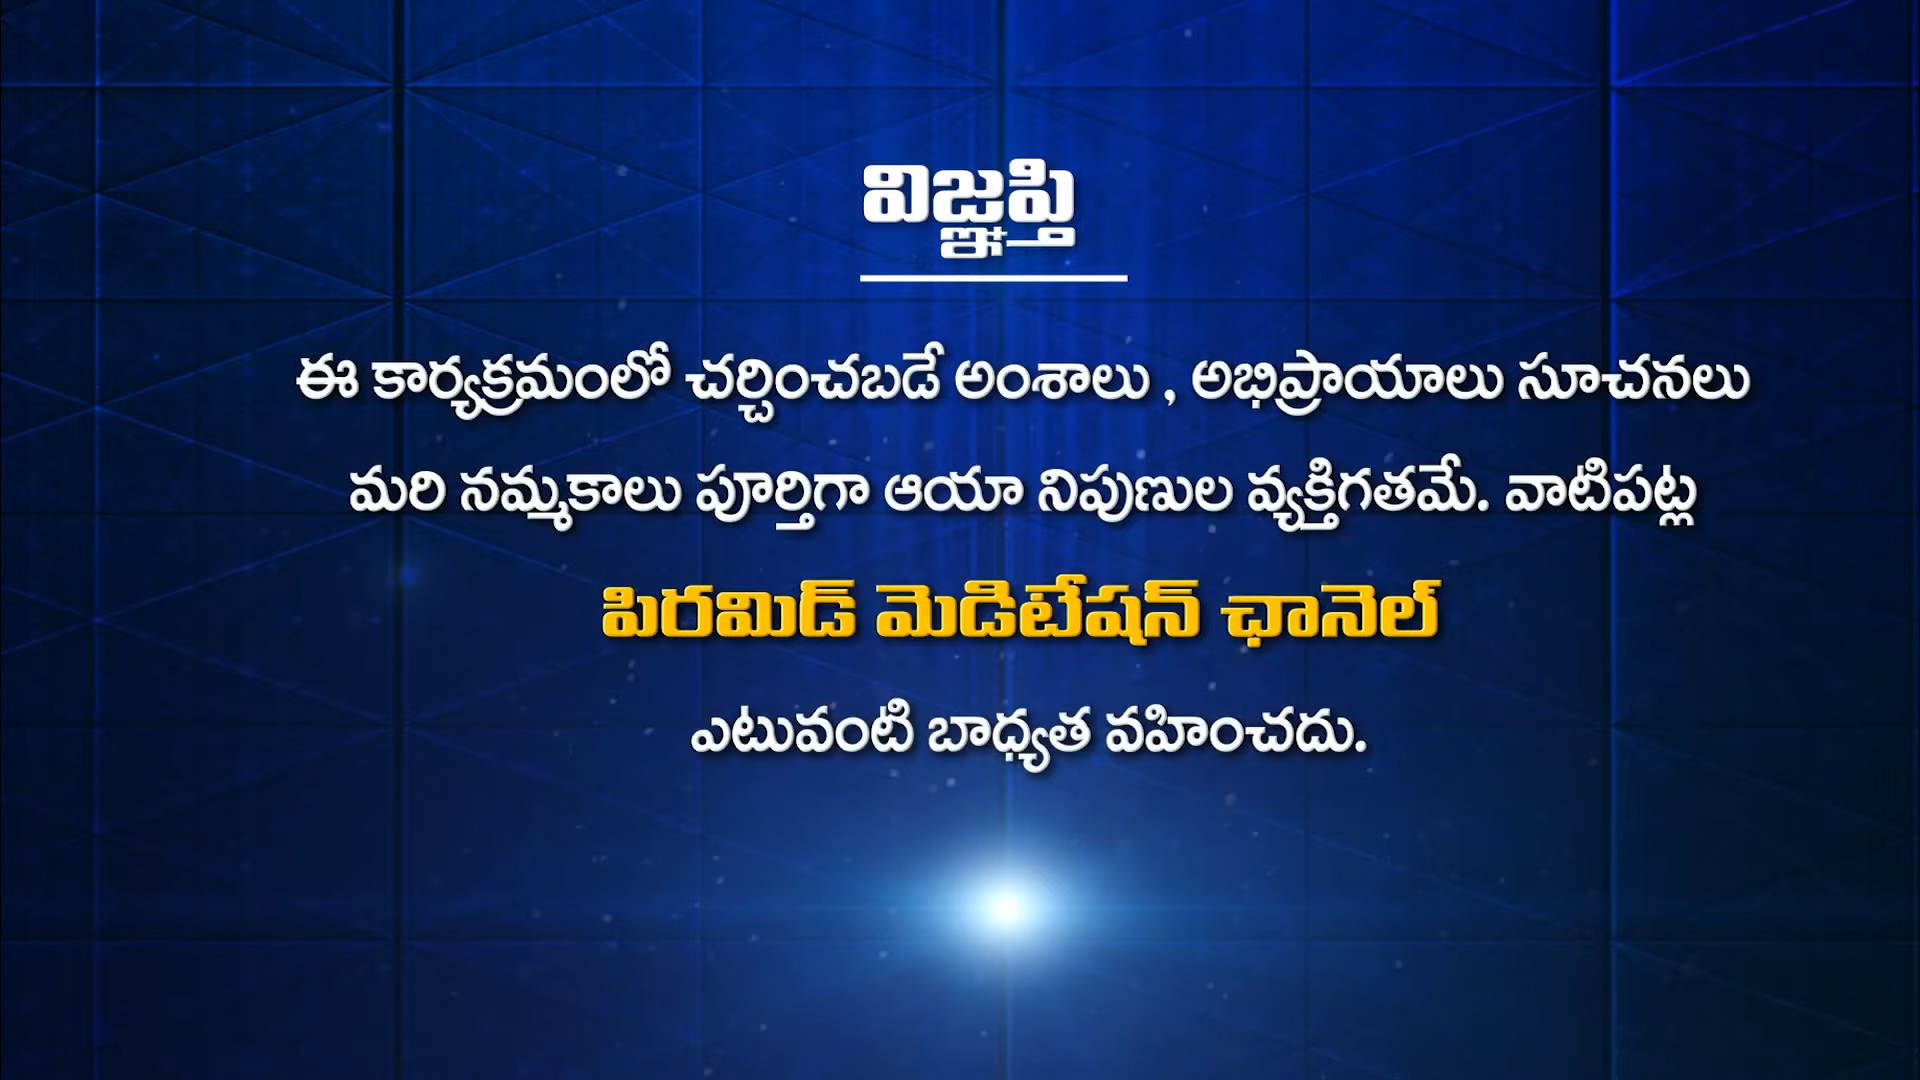 విజ్ఞప్తి
ఈ కార్యక్రమంలో చర్చించబడే అంశాలు , అభిప్రాయాలు సూచనలు
మరి నమ్మకాలు పూర్తిగా ఆయా నిపుణుల వ్యక్తిగతమే. వాటిపట్ల
పిరమిడ్ మెడిటేషన్ ఛానెల్
ఎటువంటి బాధ్యత వహించదు.